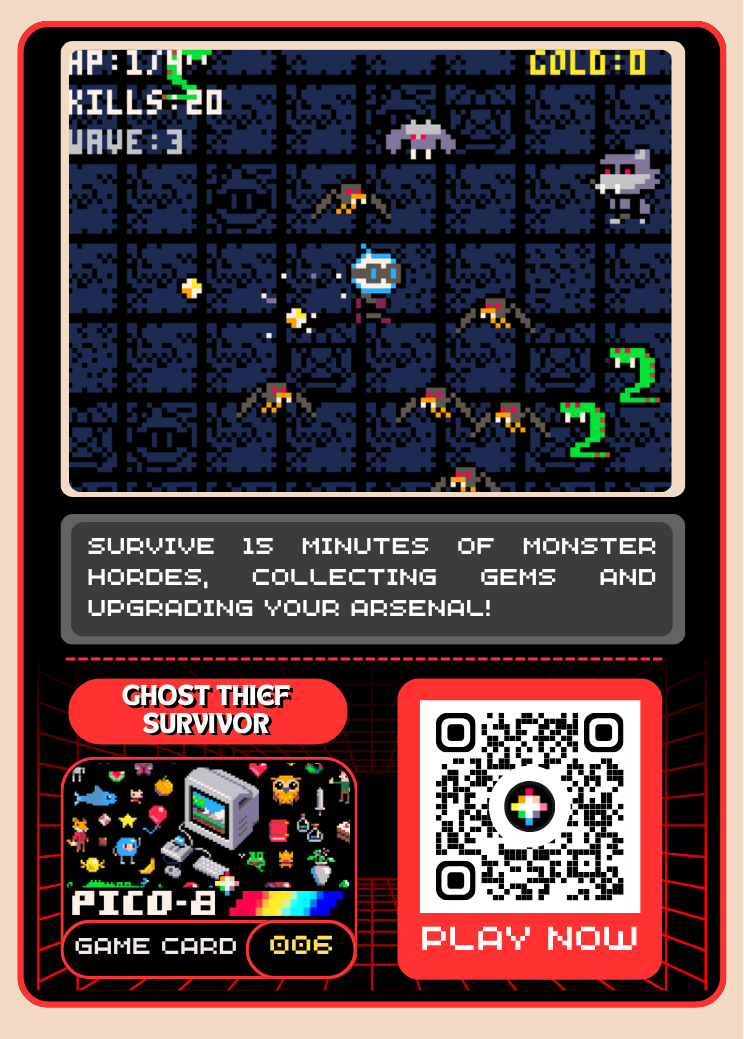 GOLD:0
KILLS:20
WAVE:3
SURVIVE 15 MINUTES OF MONSTER
HORDES, COLLECTING GEMS AND
UPGRADING YOUR ARSENAL!
GHOST THIEF
SURVIVOR
PICO-8
GAME CARD 006
PLAY NOW